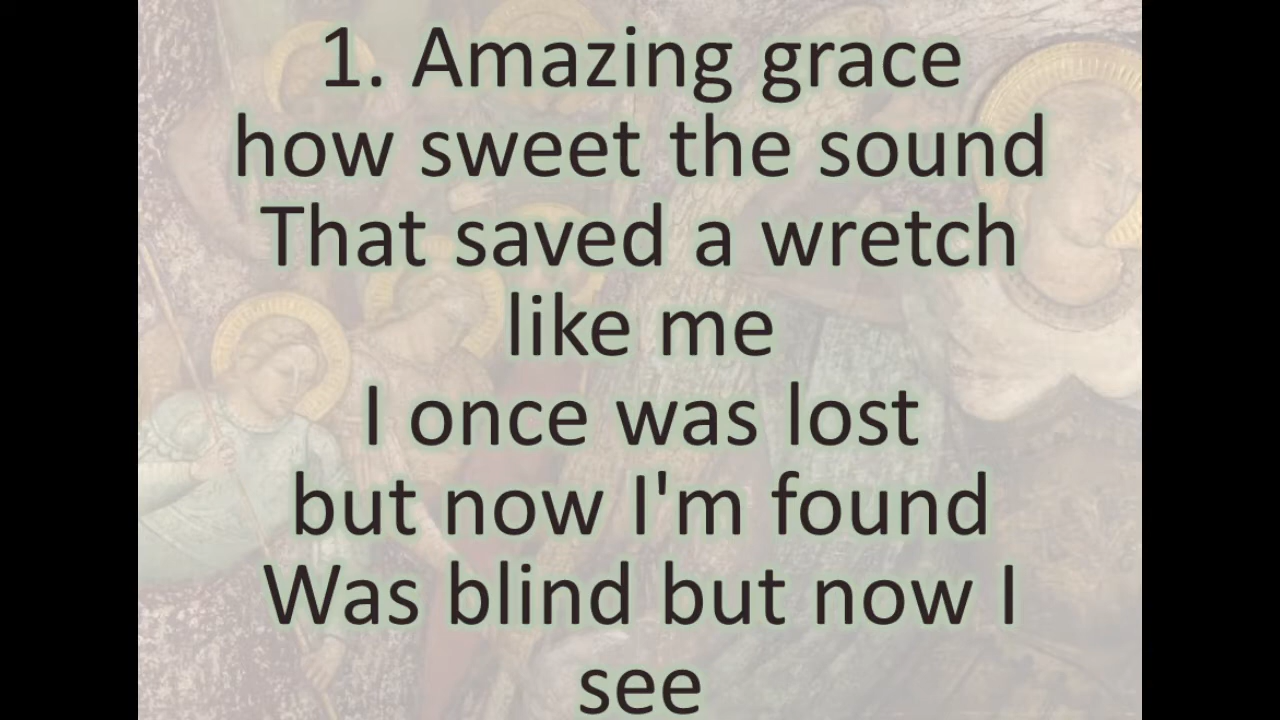 1. Amazing grace
how sweet the sound
That saved a wretch
like me
I once was lost
but now I'm found
Was blind but now I
see